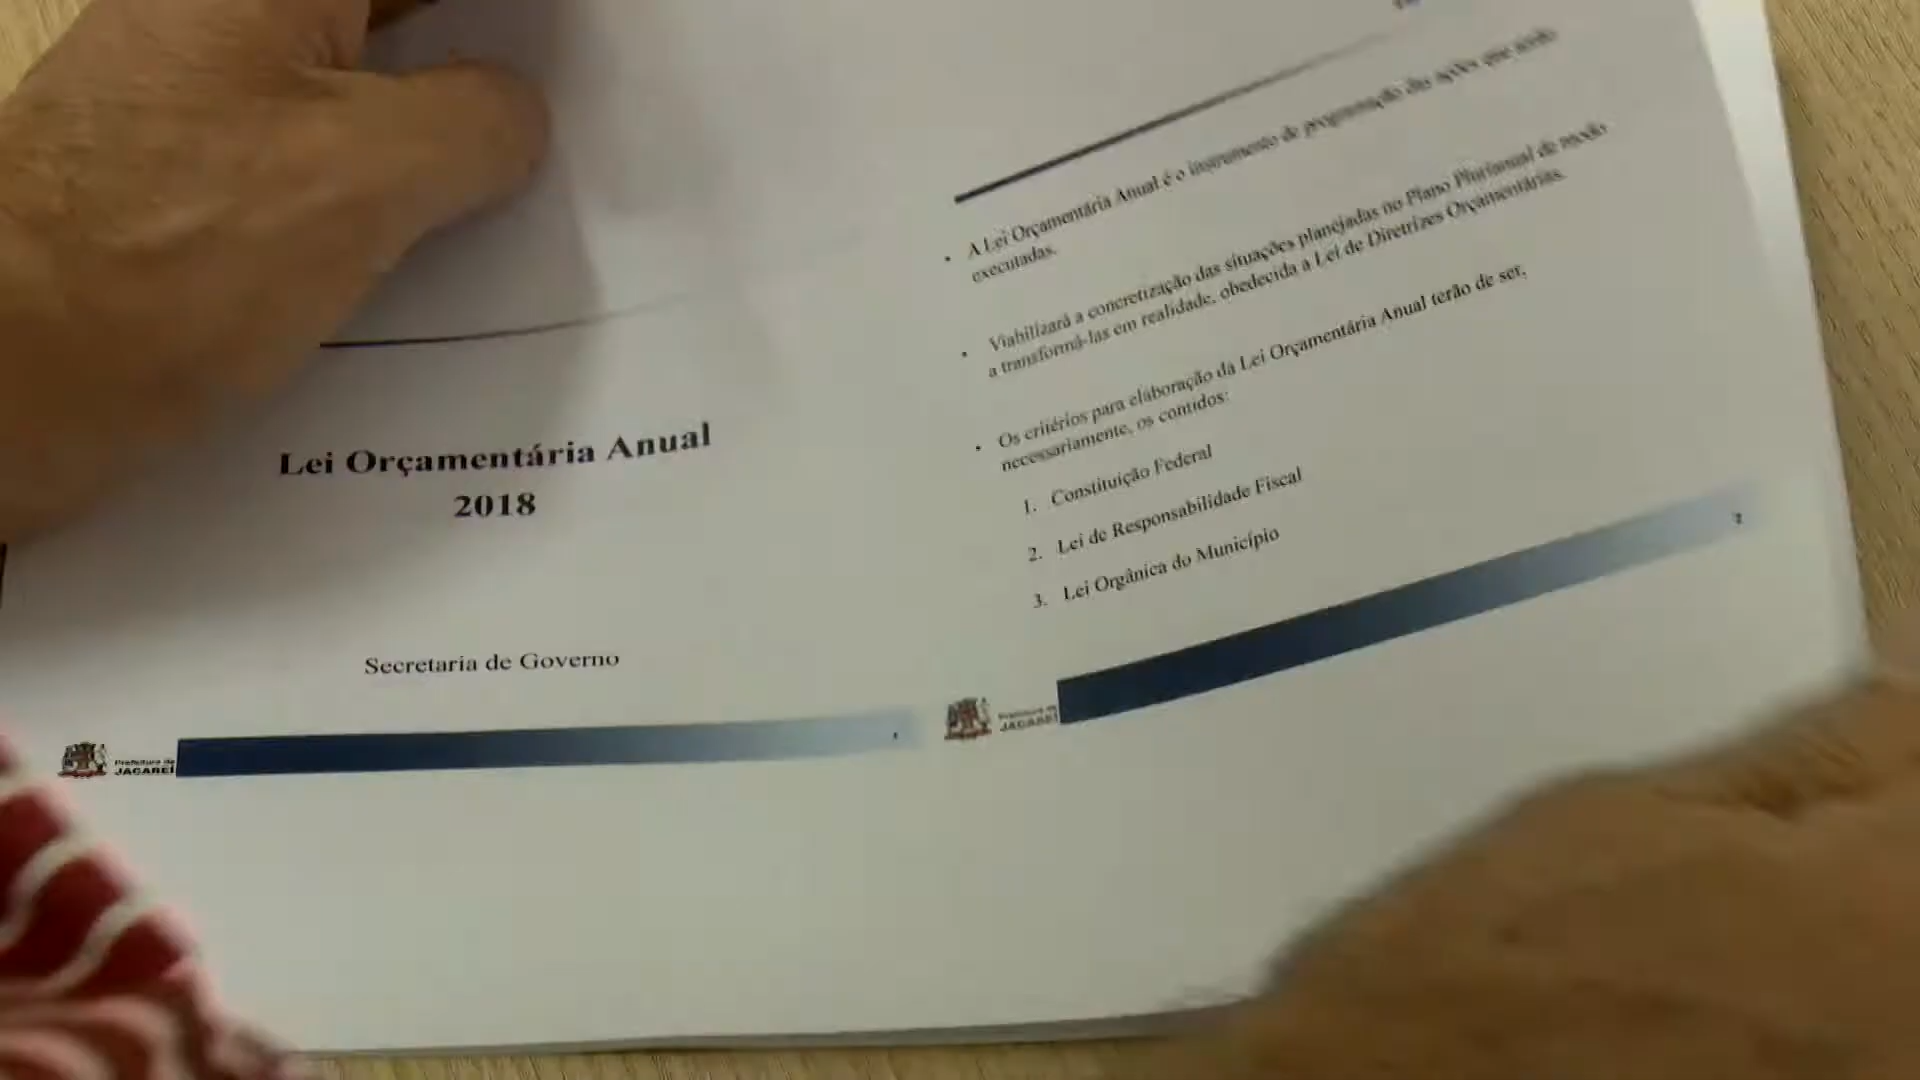 Lei Orçamentária Anual
2018
Secretaria de Governo
Prefeitura de
JACAREÍ
A Lei Orçamentária Anual é o instrumento de programação das ações que serão
executadas.
Viabilizará a concretização das situações planejadas no Plano Plurianual de modo
a transformá-las em realidade, obedecida a Lei de Diretrizes Orçamentárias.
Os critérios para elaboração da Lei Orçamentária Anual terão de ser,
necessariamente, os contidos:
1. Constituição Federal
2. Lei de Responsabilidade Fiscal
3. Lei Orgânica do Município
2
Prefeitura de
JACAREÍ